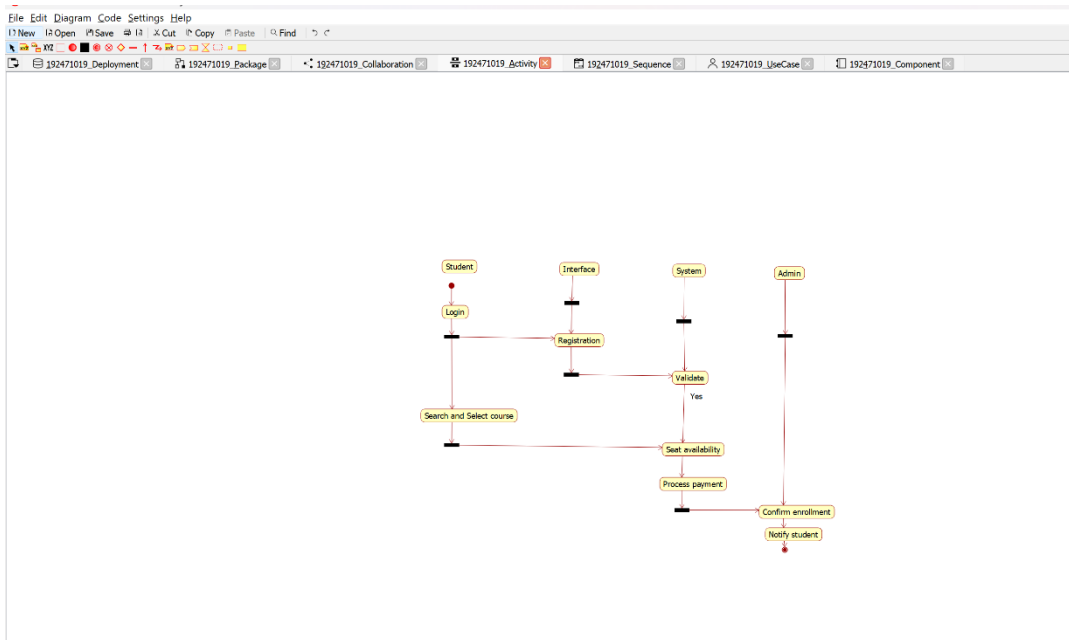 File Edit Diagram Code Settings Help
New Open Save Cut Copy Paste Find
192471019_Deployment 192471019_Package 192471019_Collaboration 192471019_Activity 192471019_Sequence 192471019_UseCase 192471019_Component
Student Interface System Admin
Login
Registration
Validate
Yes
Search and Select course
Seat availability
Process payment
Confirm enrollment
Notify student